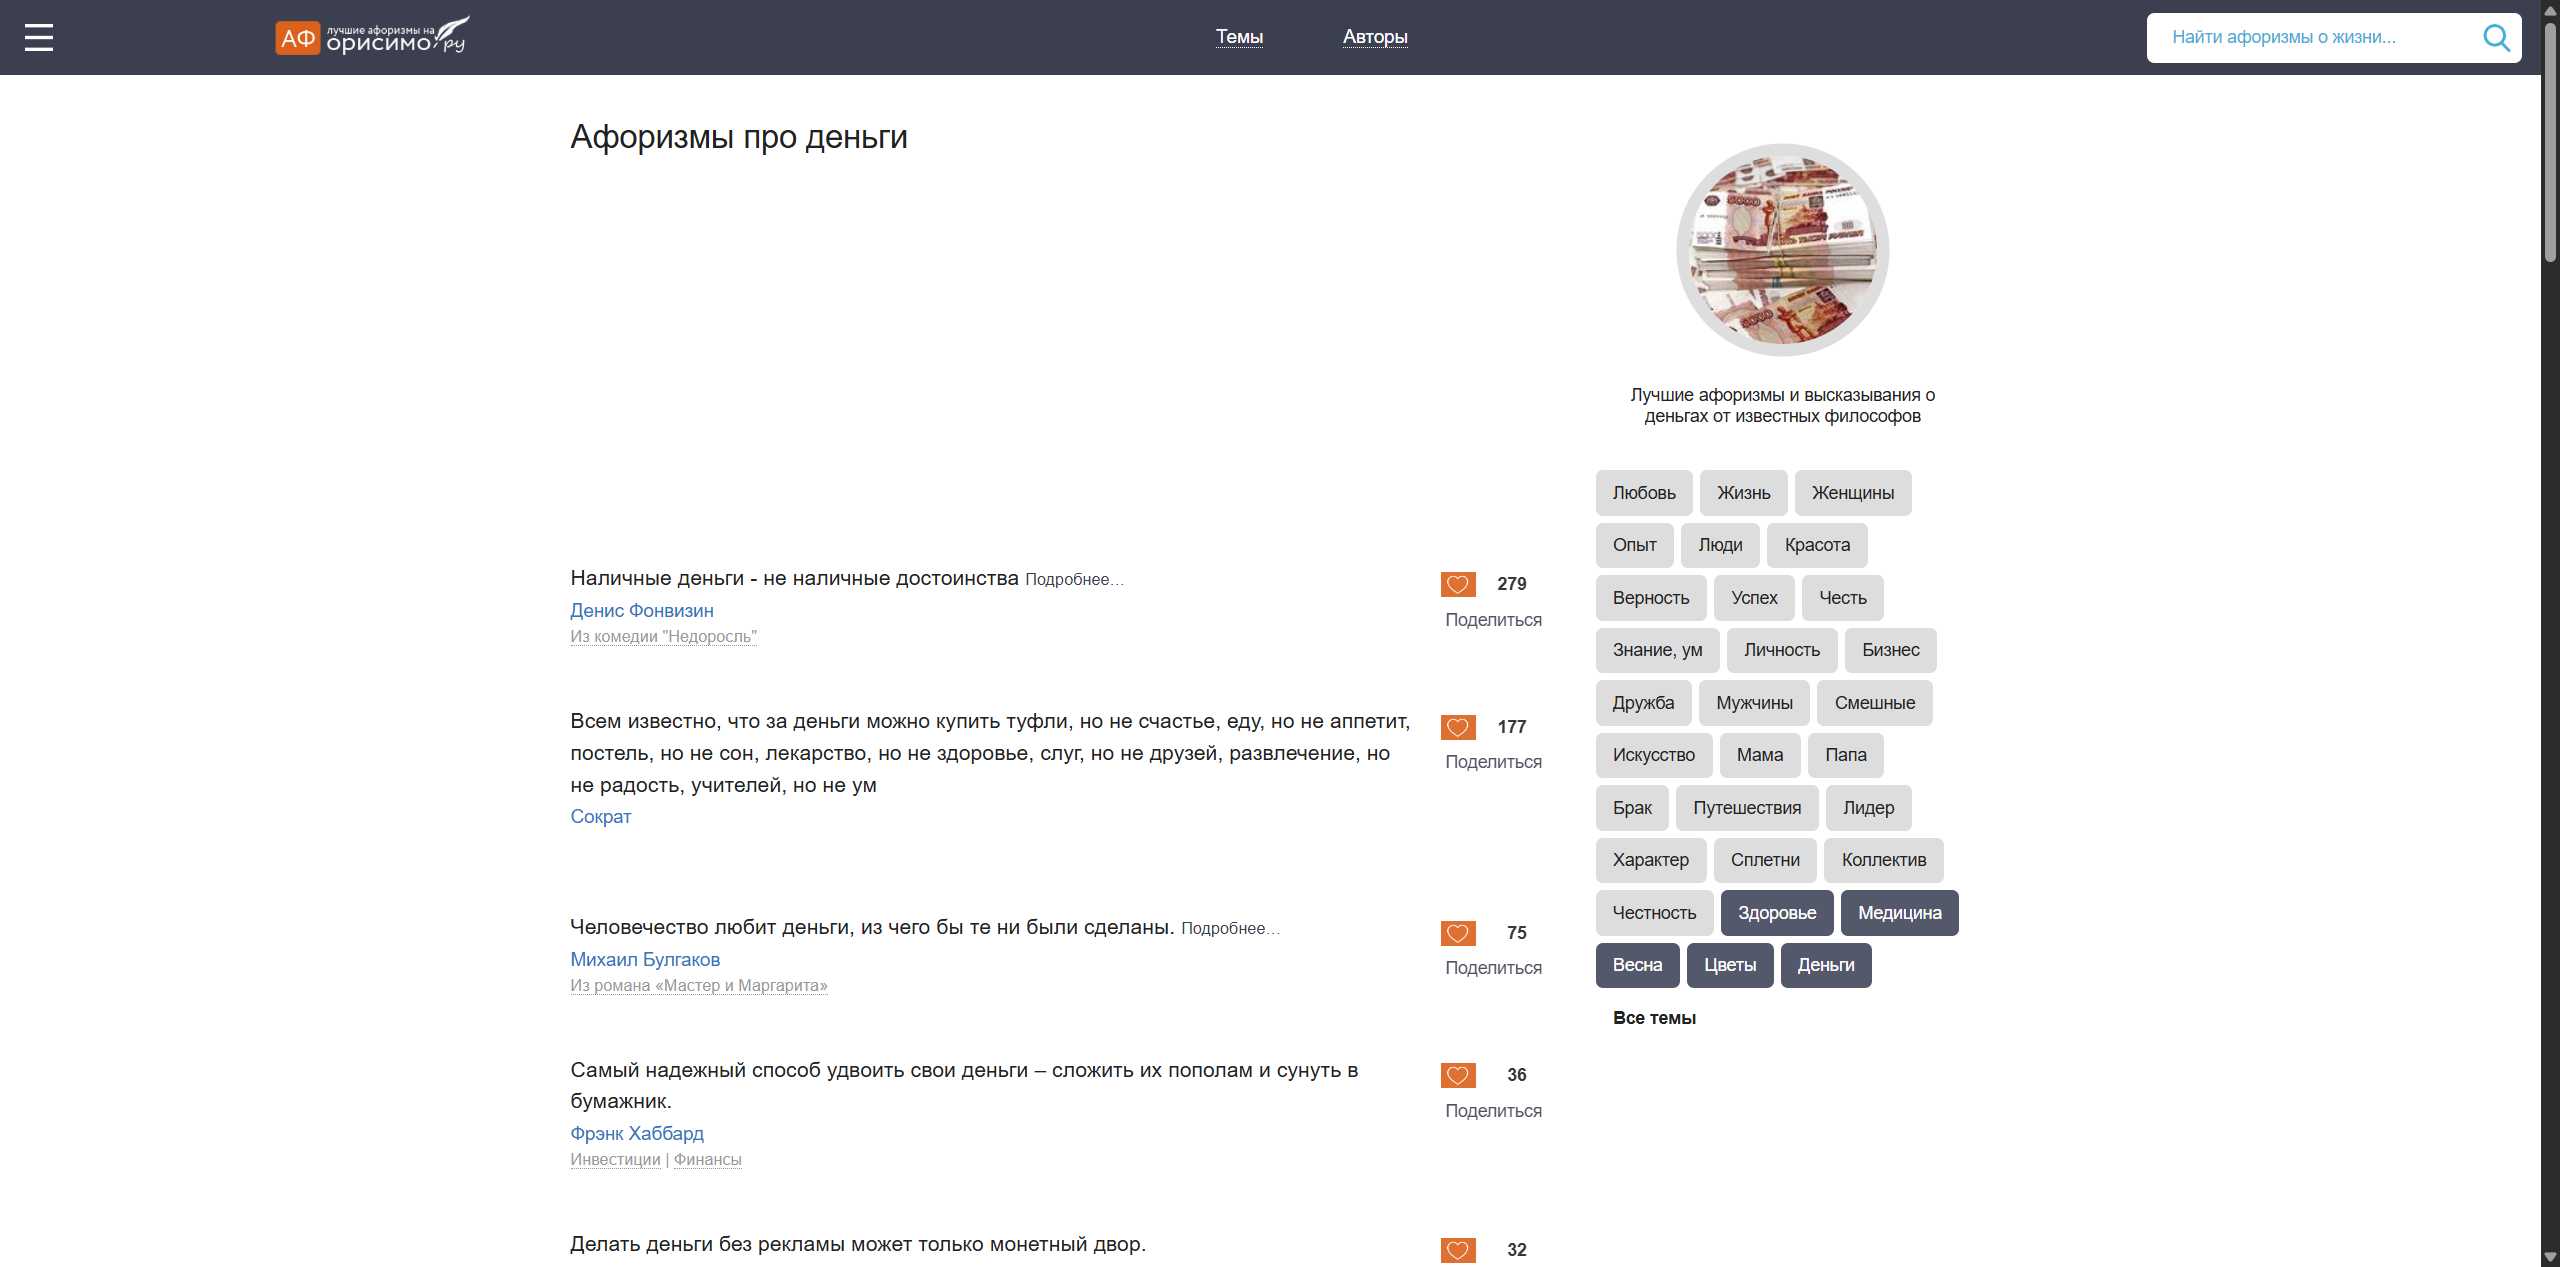 АФ лучшие афоризмы на
орисимо.ру
Темы
Авторы
Найти афоризмы о жизни...
Афоризмы про деньги
Лучшие афоризмы и высказывания о
деньгах от известных философов
Наличные деньги - не наличные достоинства Подробнее…
Денис Фонвизин
Из комедии "Недоросль"
279
Поделиться
Всем известно, что за деньги можно купить туфли, но не счастье, еду, но не аппетит,
постель, но не сон, лекарство, но не здоровье, слуг, но не друзей, развлечение, но
не радость, учителей, но не ум
Сократ
177
Поделиться
Человечество любит деньги, из чего бы те ни были сделаны. Подробнее…
Михаил Булгаков
Из романа «Мастер и Маргарита»
75
Поделиться
Самый надежный способ удвоить свои деньги – сложить их пополам и сунуть в
бумажник.
Фрэнк Хаббард
Инвестиции | Финансы
36
Поделиться
Делать деньги без рекламы может только монетный двор.
32
Любовь Жизнь Женщины
Опыт Люди Красота
Верность Успех Честь
Знание, ум Личность Бизнес
Дружба Мужчины Смешные
Искусство Мама Папа
Брак Путешествия Лидер
Характер Сплетни Коллектив
Честность Здоровье Медицина
Весна Цветы Деньги
Все темы